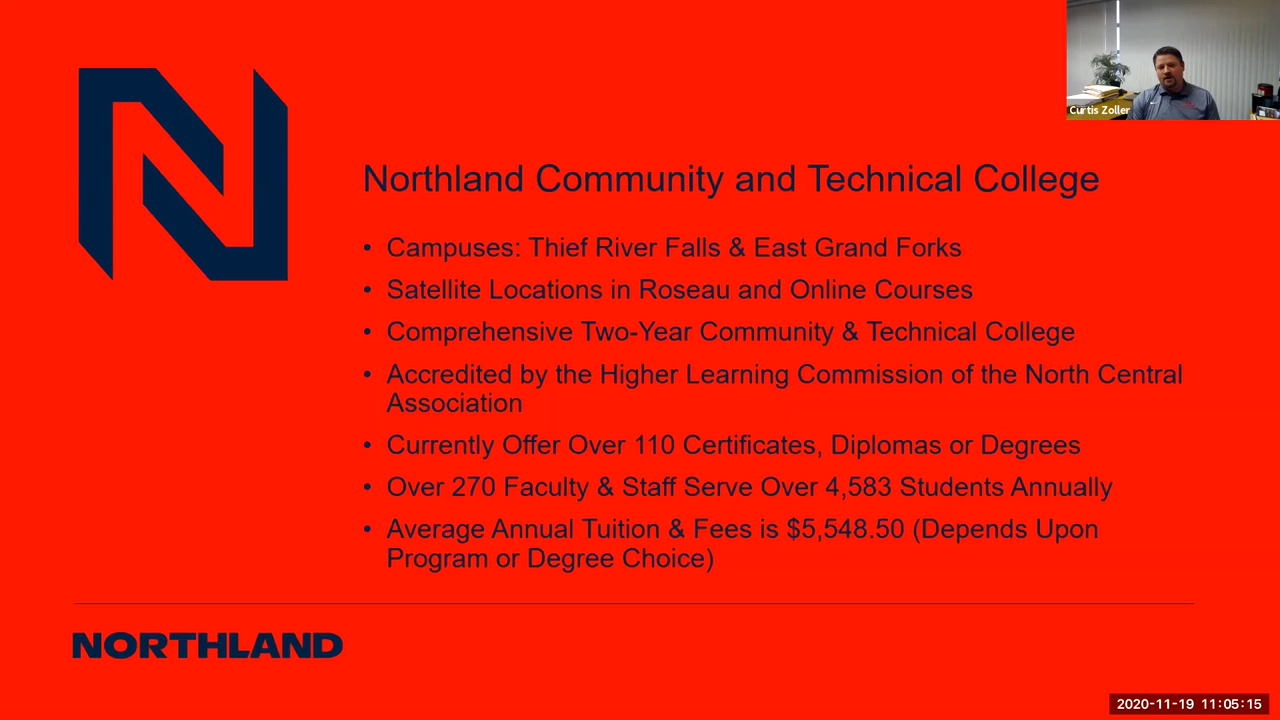 Curtis Zoller
Northland Community and Technical College
• Campuses: Thief River Falls & East Grand Forks
• Satellite Locations in Roseau and Online Courses
• Comprehensive Two-Year Community & Technical College
• Accredited by the Higher Learning Commission of the North Central
Association
• Currently Offer Over 110 Certificates, Diplomas or Degrees
• Over 270 Faculty & Staff Serve Over 4,583 Students Annually
• Average Annual Tuition & Fees is $5,548.50 (Depends Upon
Program or Degree Choice)
NORTHLAND
2020-11-19 11:05:15